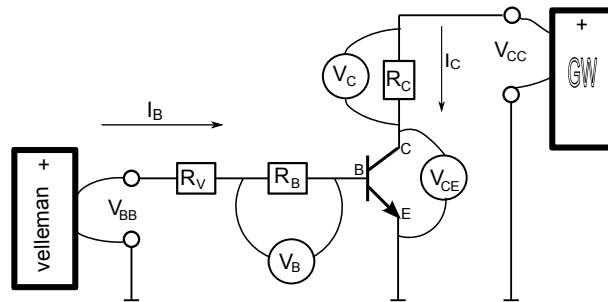 +
V_C
R_C
I_C
V_CC
GW
I_B
C
+
R_V
R_B
B
V_CE
velleman
V_BB
E
V_B